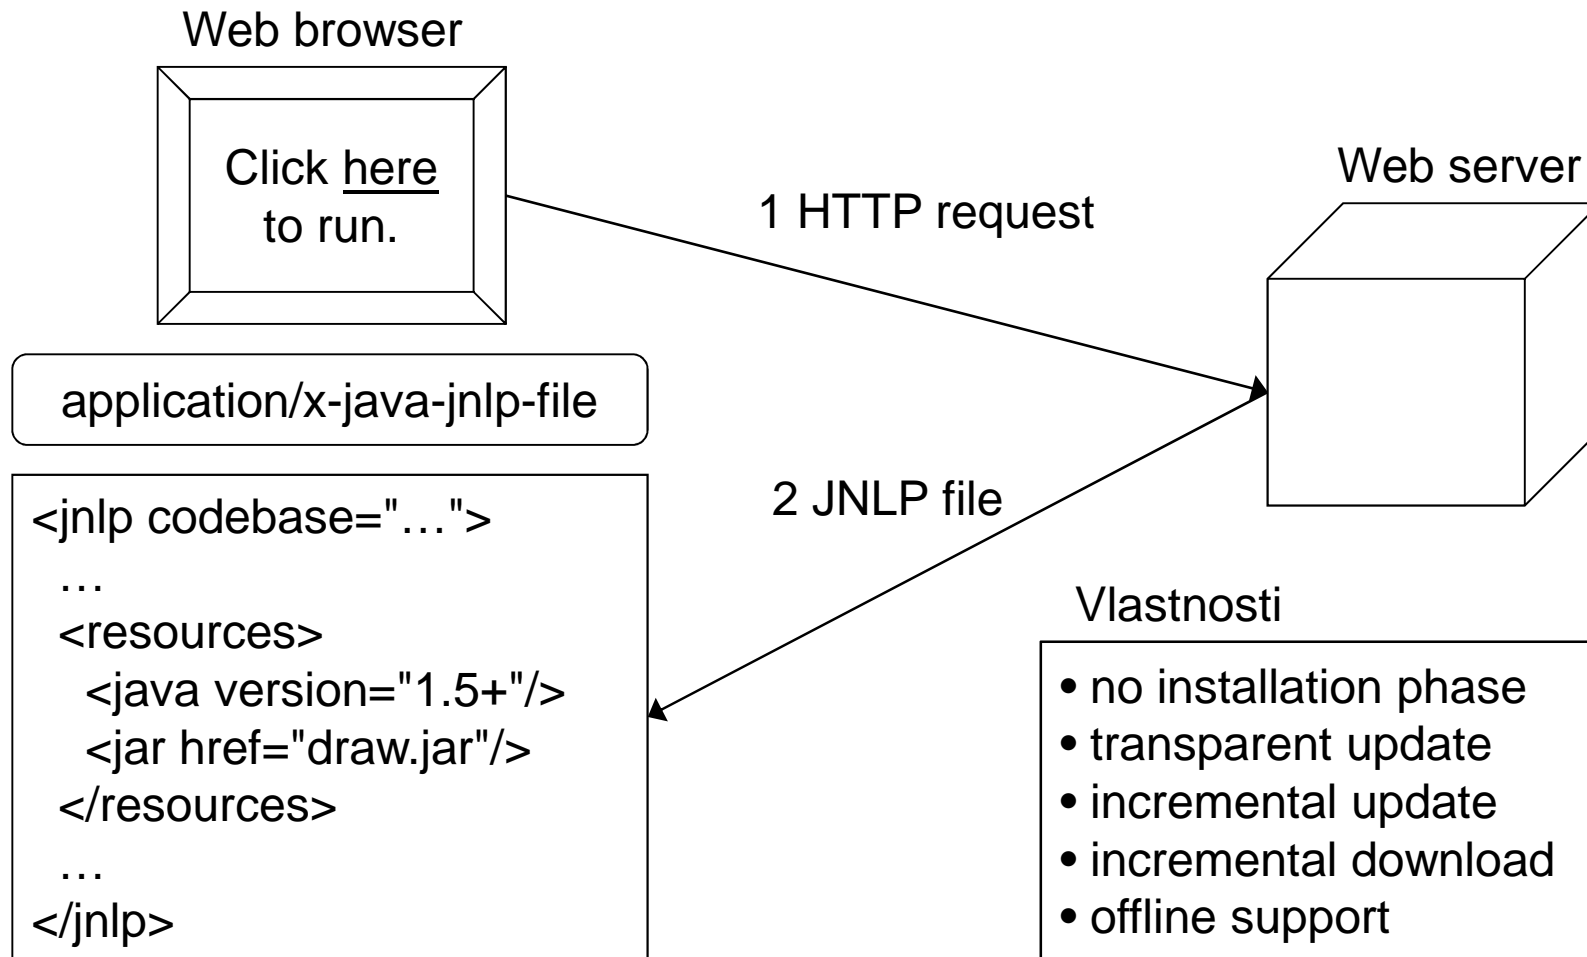 Web browser
Click here
to run.
1 HTTP request
Web server
application/x-java-jnlp-file
2 JNLP file
<jnlp codebase="…">
…
<resources>
<java version="1.5+"/>
<jar href="draw.jar"/>
</resources>
…
</jnlp>
Vlastnosti
• no installation phase
• transparent update
• incremental update
• incremental download
• offline support